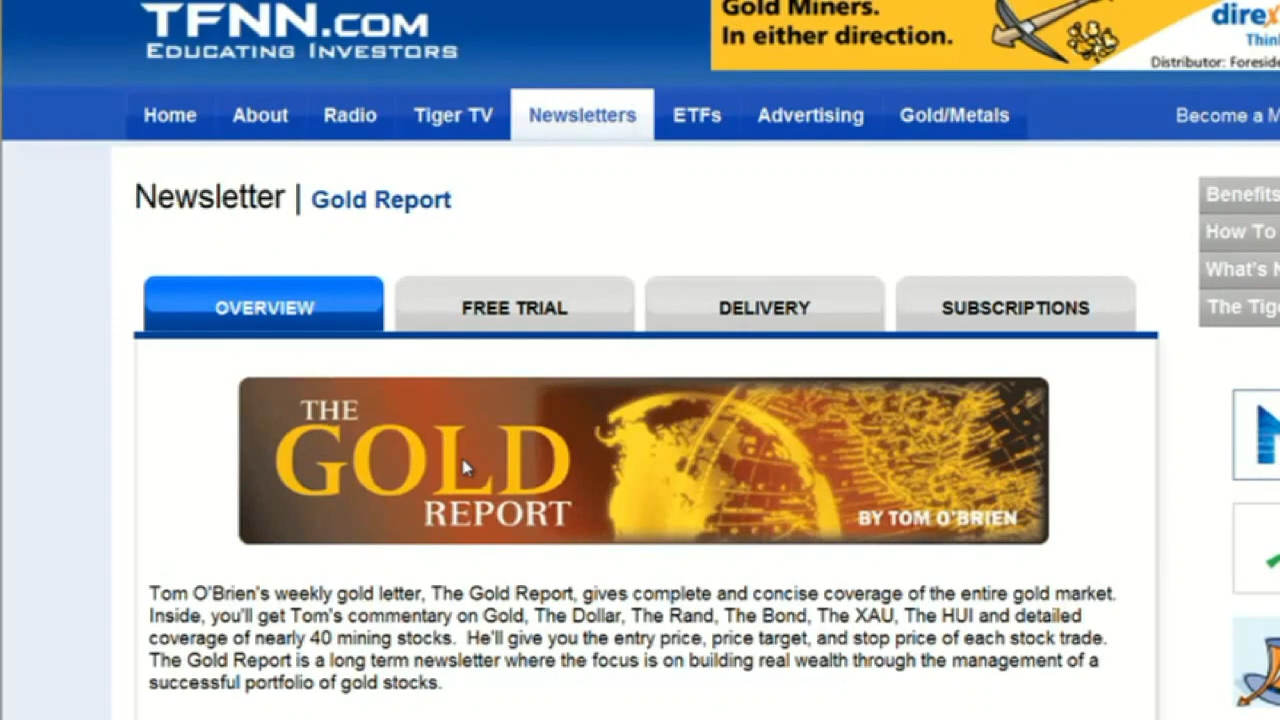 TFNN.COM
EDUCATING INVESTORS
Gold Miners.
In either direction.
Distributor:
Home About Radio Tiger TV Newsletters ETFs Advertising Gold/Metals Become a
Newsletter | Gold Report
Benefits
How To
What's
The
OVERVIEW FREE TRIAL DELIVERY SUBSCRIPTIONS
THE
GOLD
REPORT
BY TOM O'BRIEN
Tom O'Brien's weekly gold letter, The Gold Report, gives complete and concise coverage of the entire gold market.
Inside, you'll get Tom's commentary on Gold, The Dollar, The Rand, The Bond, The XAU, The HUI and detailed
coverage of nearly 40 mining stocks. He'll give you the entry price, price target, and stop price of each stock trade.
The Gold Report is a long term newsletter where the focus is on building real wealth through the management of a
successful portfolio of gold stocks.